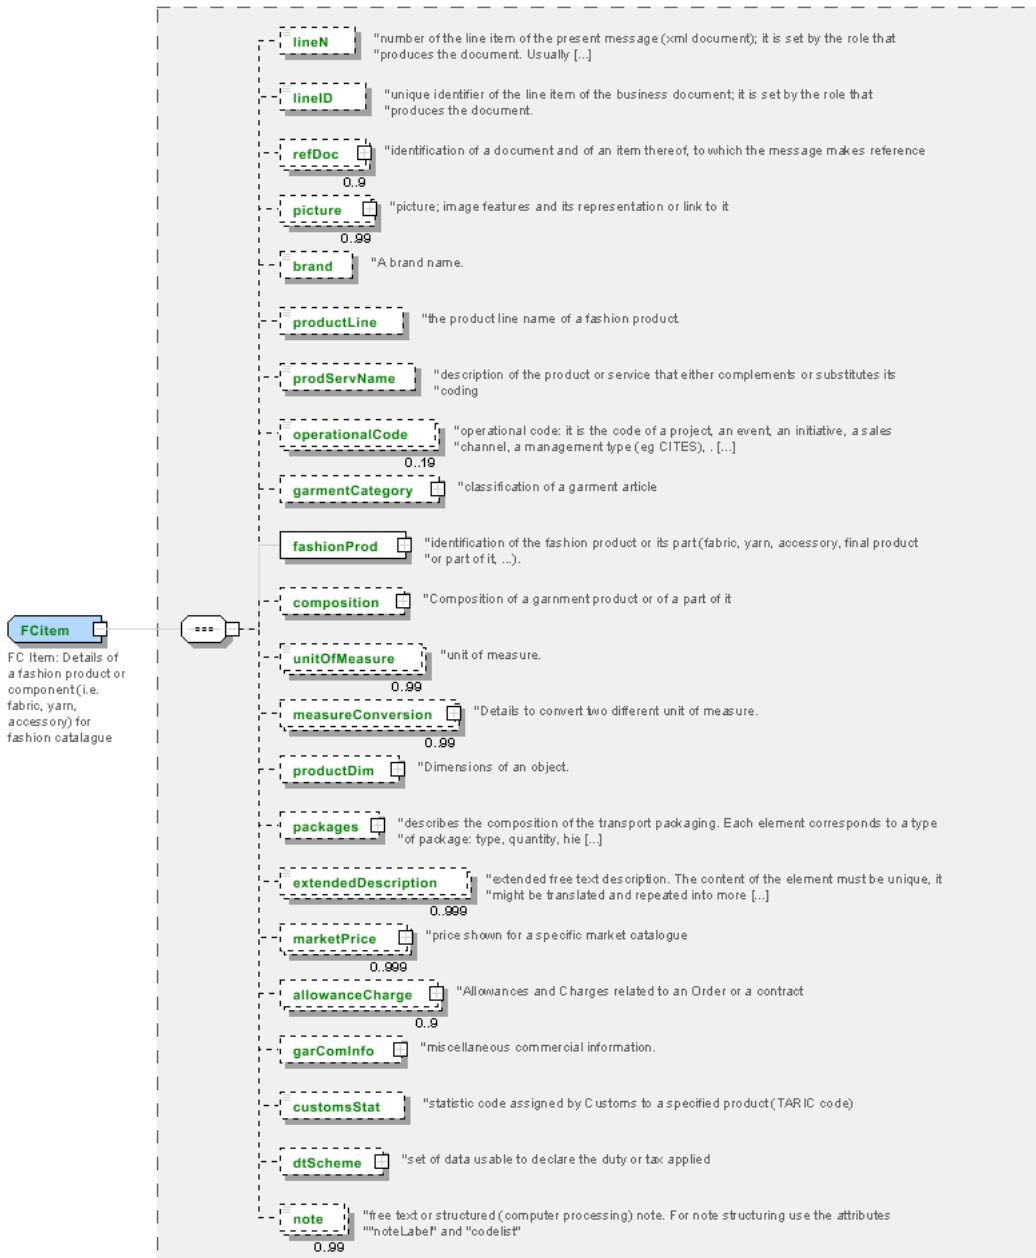 lineN
"number of the line item of the present message (xml document); it is set by the role that
"produces the document. Usually [...]
lineID
"unique identifier of the line item of the business document; it is set by the role that
"produces the document.
refDoc
"identification of a document and of an item thereof, to which the message makes reference
0..9
picture
"picture; image features and its representation or link to it
0..99
brand
"A brand name.
productLine
"the product line name of a fashion product.
prodServName
"description of the product or service that either complements or substitutes its
"coding
operationalCode
"operational code: it is the code of a project, an event, an initiative, a sales
"channel, a management type (eg CITES), . [...]
0..19
garmentCategory
"classification of a garment article
fashionProd
"identification of the fashion product or its part (fabric, yarn, accessory, final product
"or part of it, ...).
composition
"Composition of a garnment product or of a part of it
FCitem
FC Item: Details of
a fashion product or
component (i.e.
fabric, yarn,
accessory) for
fashion catalague
unitOfMeasure
"unit of measure.
0..99
measureConversion
"Details to convert two different unit of measure.
0..99
productDim
"Dimensions of an object.
packages
"describes the composition of the transport packaging. Each element corresponds to a type
"of package: type, quantity, hie [...]
extendedDescription
"extended free text description. The content of the element must be unique, it
"might be translated and repeated into more [...]
0..999
marketPrice
"price shown for a specific market catalogue
0..999
allowanceCharge
"Allowances and Charges related to an Order or a contract
0..9
garComInfo
"miscellaneous commercial information.
customsStat
"statistic code assigned by Customs to a specified product (TARIC code)
dtScheme
"set of data usable to declare the duty or tax applied
note
"free text or structured (computer processing) note. For note structuring use the attributes
""noteLabel" and "codelist"
0..99